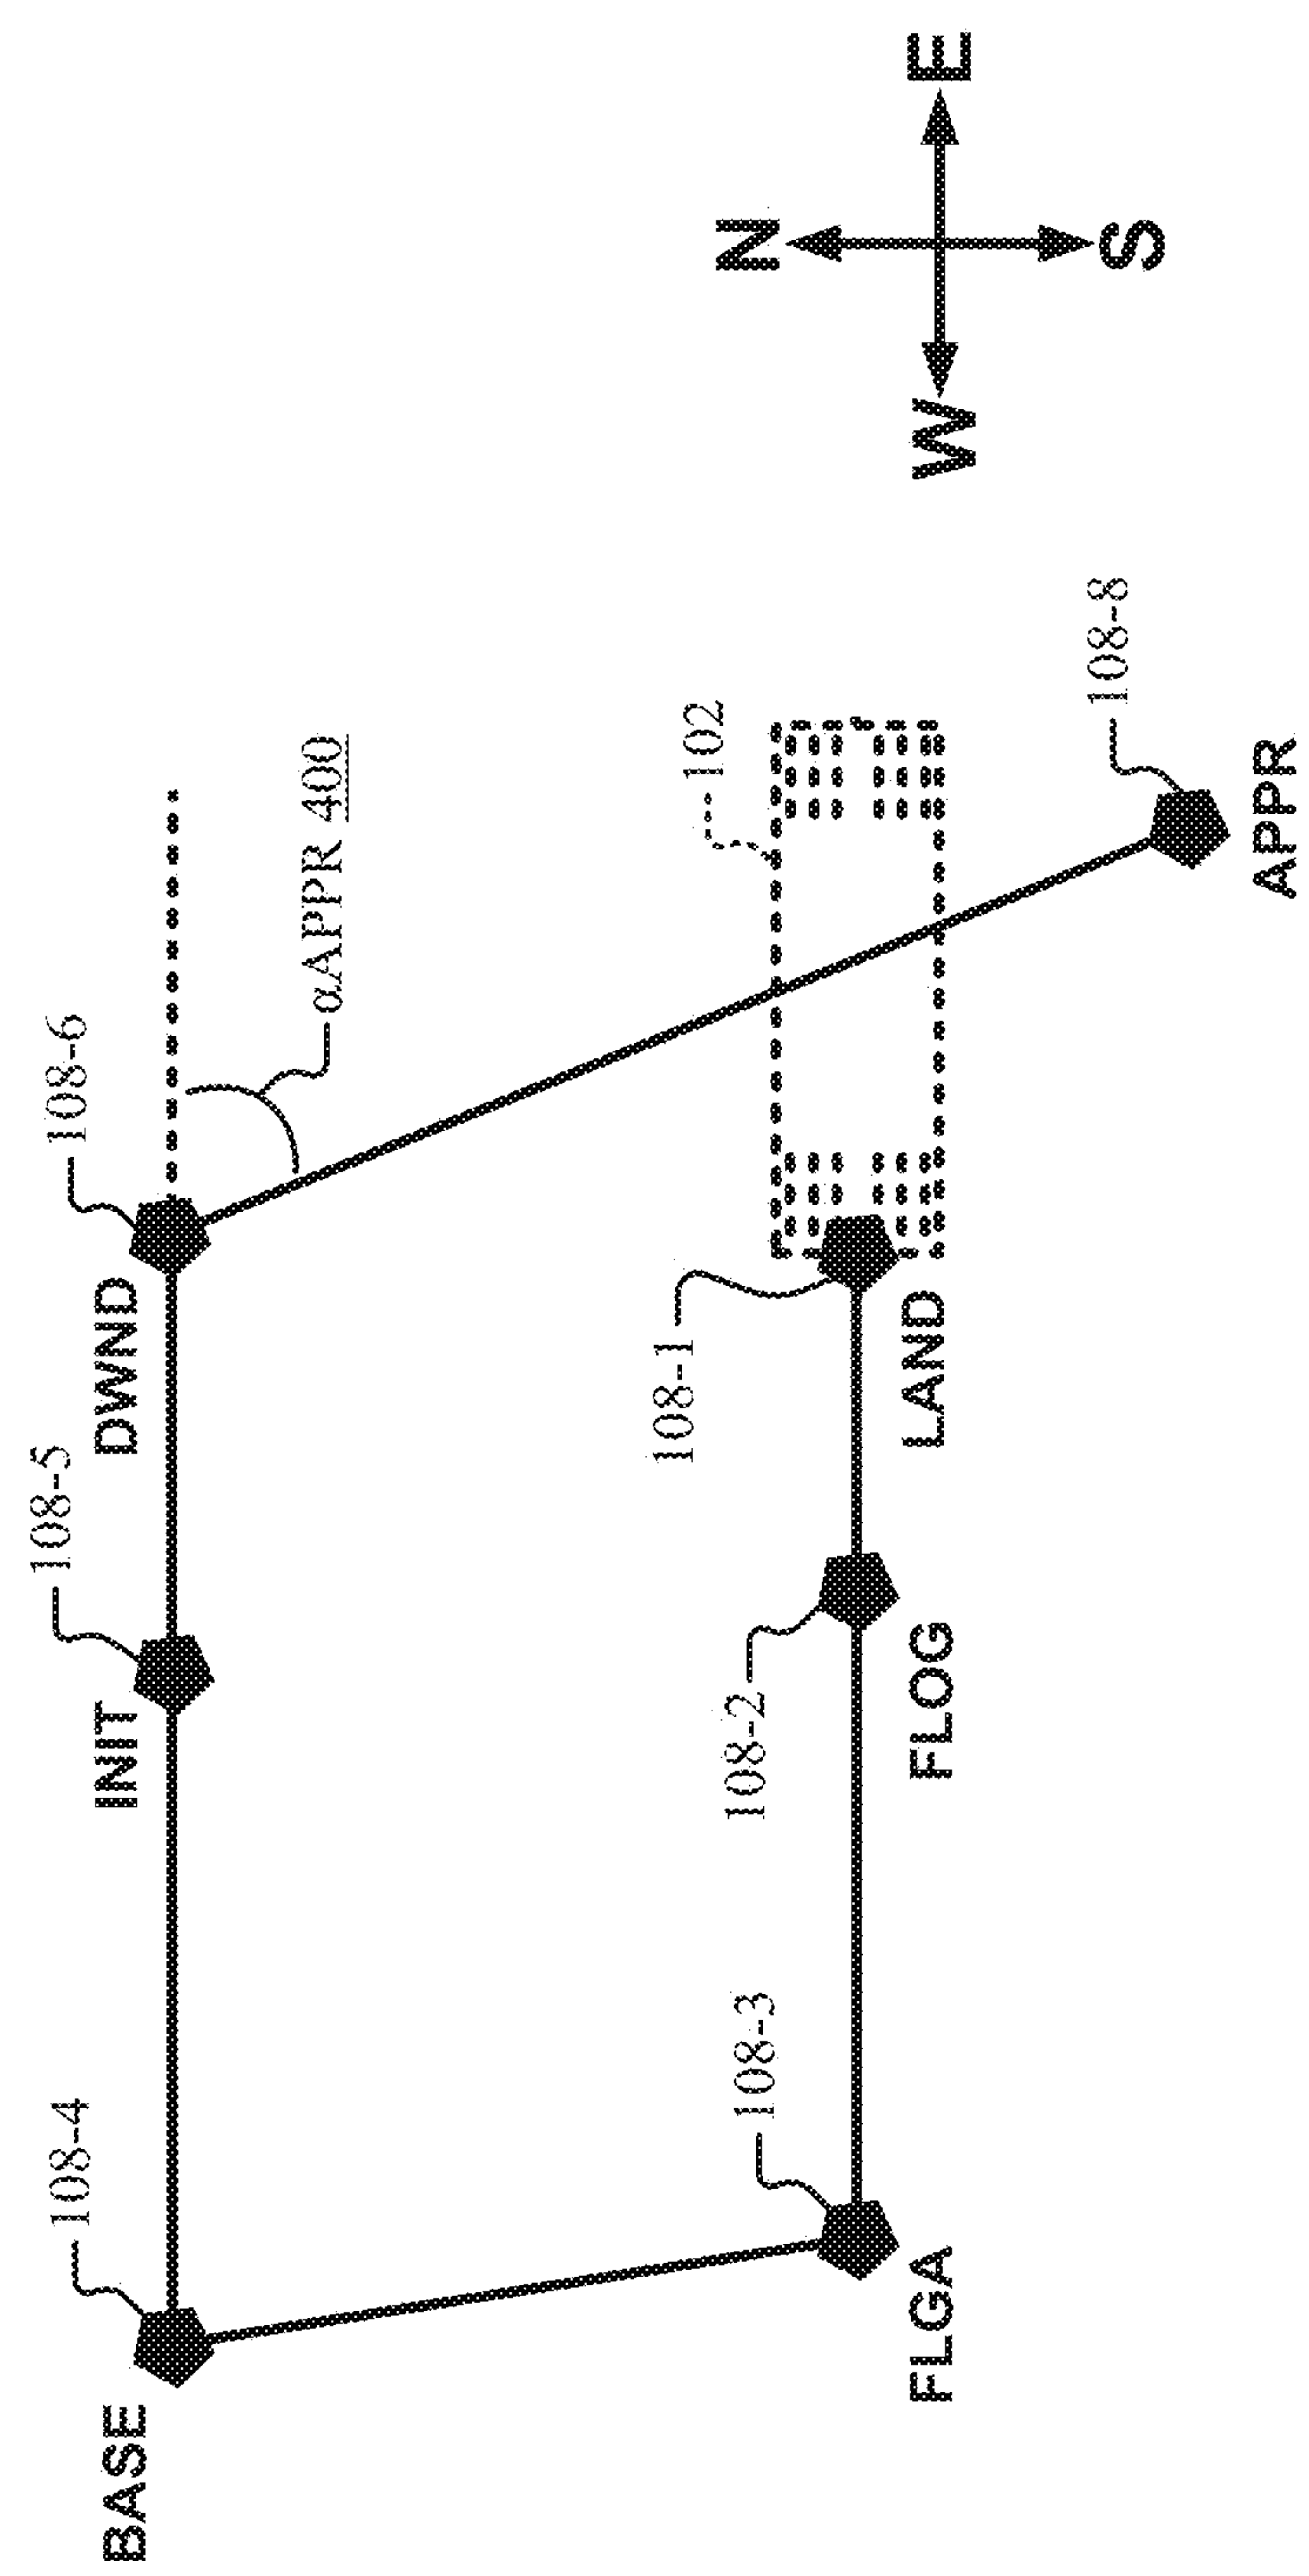 108-4
BASE
INIT
108-5
DWND
108-6
αAPPR 400
108-3
FLGA
108-2
FLOG
108-1
LAND
102
108-8
APPR
N
W
E
S